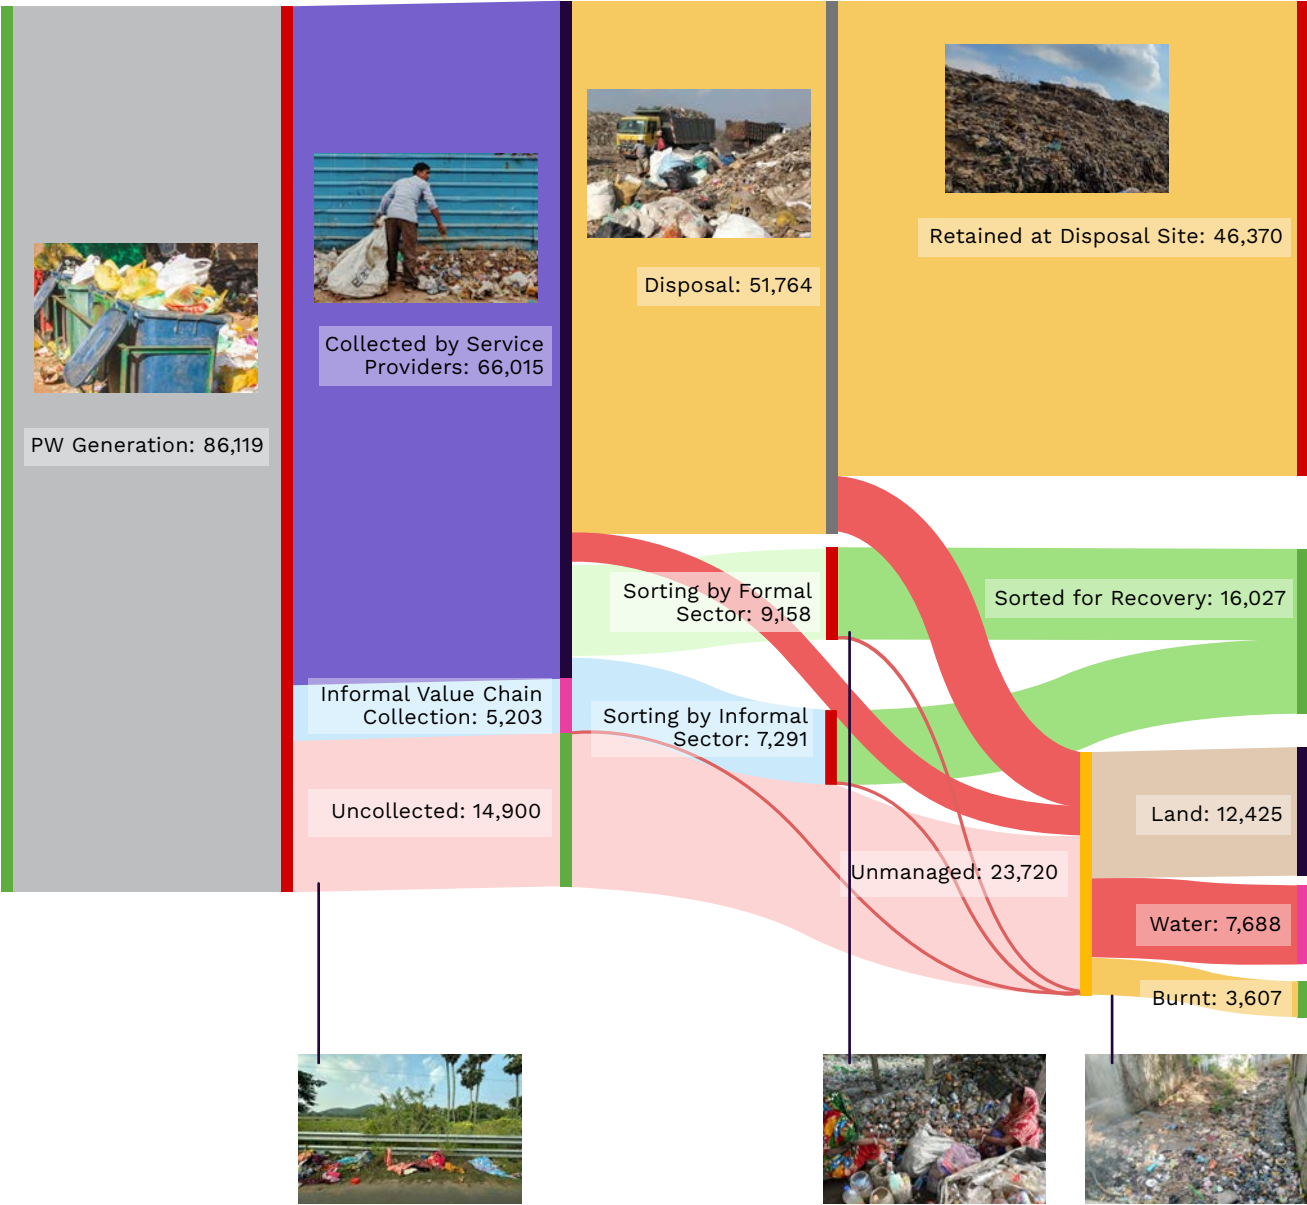 PW Generation: 86,119
Collected by Service
Providers: 66,015
Informal Value Chain
Collection: 5,203
Uncollected: 14,900
Disposal: 51,764
Sorting by Formal
Sector: 9,158
Sorting by Informal
Sector: 7,291
Unmanaged: 23,720
Retained at Disposal Site: 46,370
Sorted for Recovery: 16,027
Land: 12,425
Water: 7,688
Burnt: 3,607